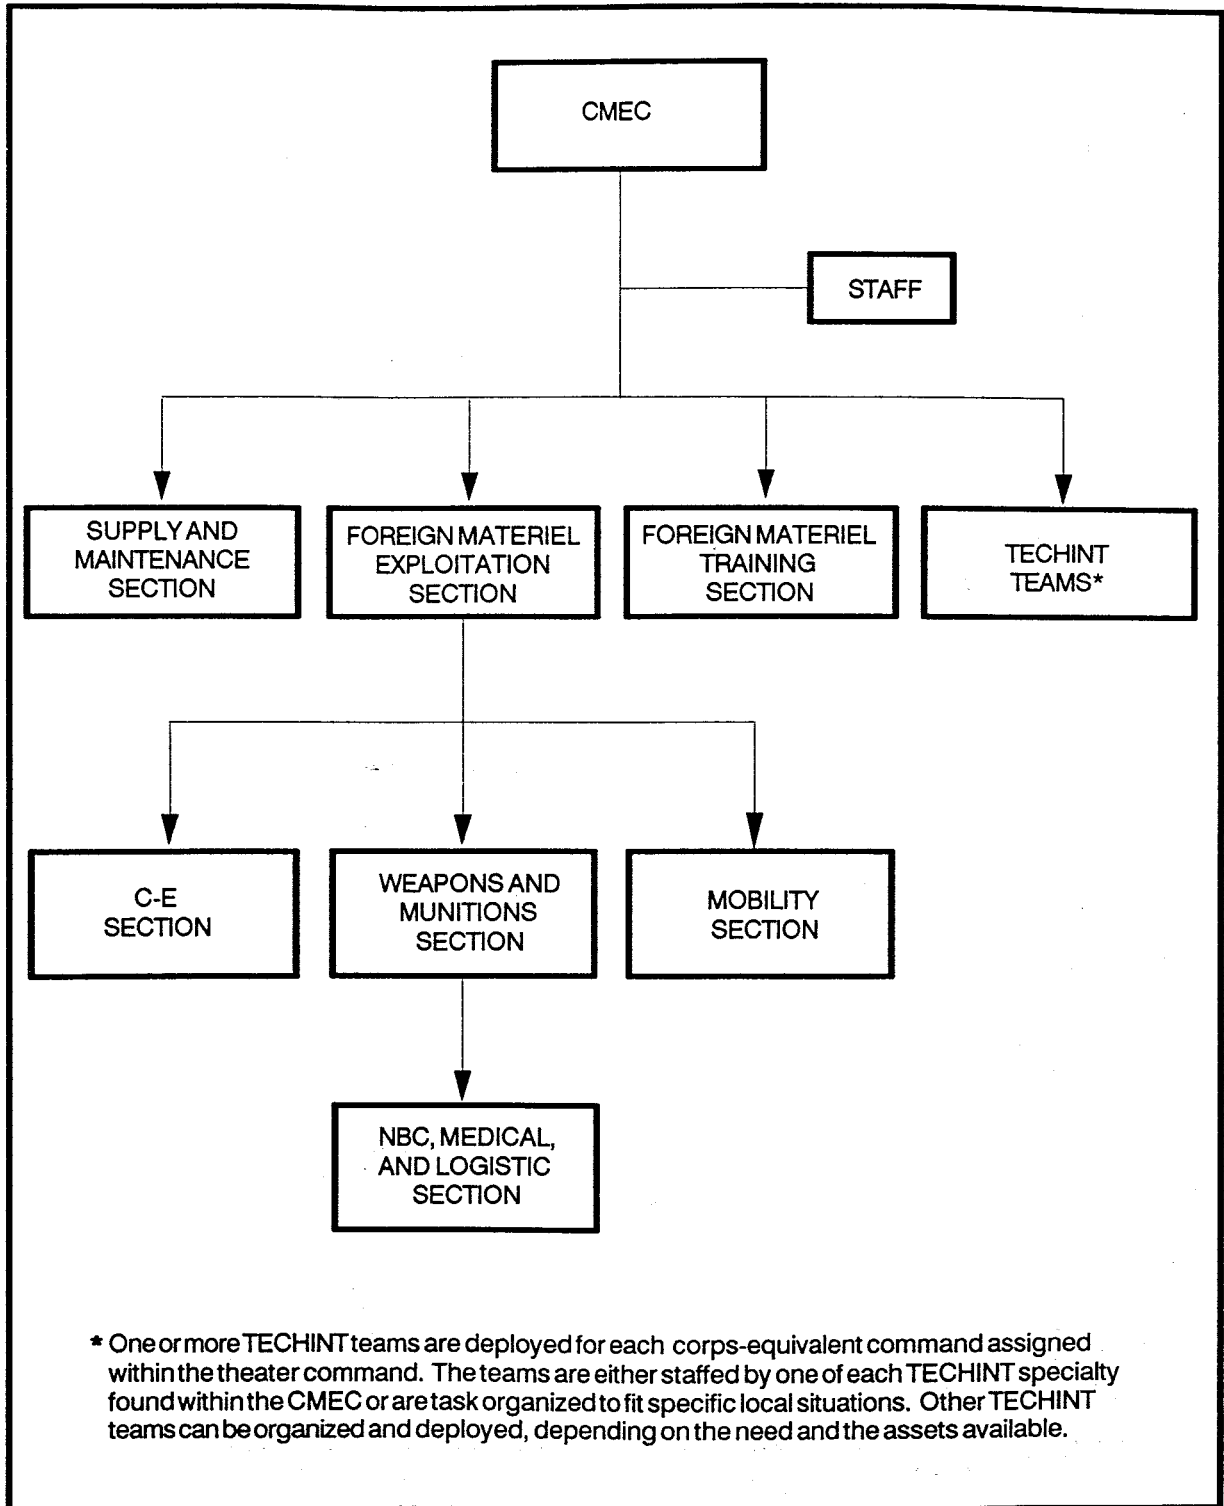 CMEC
STAFF
SUPPLY AND
MAINTENANCE
SECTION
FOREIGN MATERIEL
EXPLOITATION
SECTION
FOREIGN MATERIEL
TRAINING
SECTION
TECHINT
TEAMS*
C-E
SECTION
WEAPONS AND
MUNITIONS
SECTION
MOBILITY
SECTION
NBC, MEDICAL,
AND LOGISTIC
SECTION
* One or more TECHINT teams are deployed for each corps-equivalent command assigned
within the theater command. The teams are either staffed by one of each TECHINT specialty
found within the CMEC or are task organized to fit specific local situations. Other TECHINT
teams can be organized and deployed, depending on the need and the assets available.